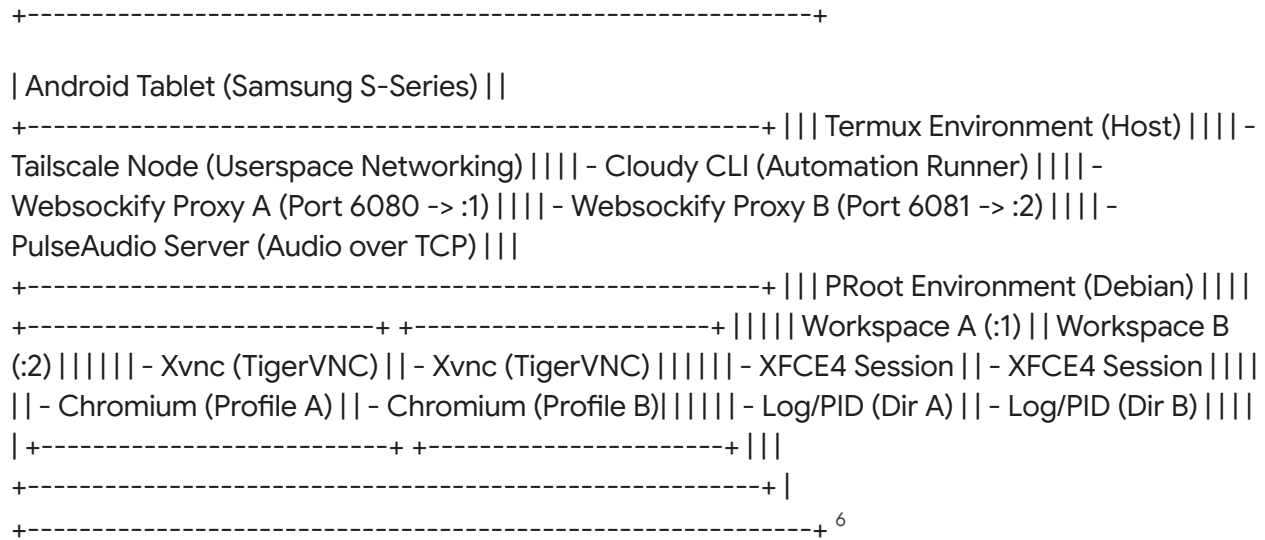 +------------------------------------------------------------+
| Android Tablet (Samsung S-Series) | |
+--------------------------------------------------------+ | | | Termux Environment (Host) | | | | -
Tailscale Node (Userspace Networking) | | | | - Cloudy CLI (Automation Runner) | | | | -
Websockify Proxy A (Port 6080 -> :1) | | | | - Websockify Proxy B (Port 6081 -> :2) | | | | -
PulseAudio Server (Audio over TCP) | | |
+--------------------------------------------------------+ | | | PRoot Environment (Debian) | | | |
+--------------------------+ +----------------------+ | | | | | Workspace A (:1) | | Workspace B
(:2) | | | | | | - Xvnc (TigerVNC) | | - Xvnc (TigerVNC) | | | | | | - XFCE4 Session | | - XFCE4 Session | | | |
| | - Chromium (Profile A) | | - Chromium (Profile B)| | | | | | - Log/PID (Dir A) | | - Log/PID (Dir B) | | | |
| +---------------------------+ +----------------------+ | | |
+--------------------------------------------------------+ |
+------------------------------------------------------------+ 6